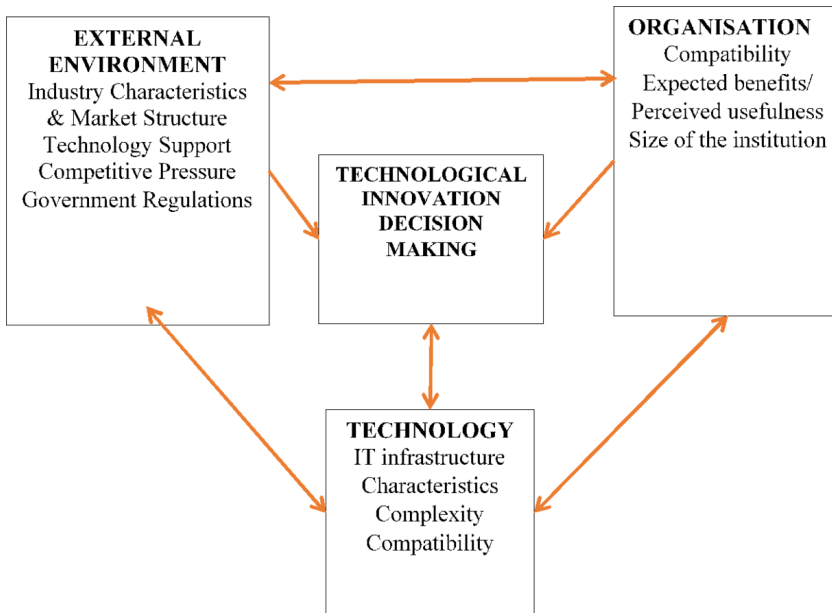 EXTERNAL
ENVIRONMENT
Industry Characteristics
& Market Structure
Technology Support
Competitive Pressure
Government Regulations
ORGANISATION
Compatibility
Expected benefits/
Perceived usefulness
Size of the institution
TECHNOLOGICAL
INNOVATION
DECISION
MAKING
TECHNOLOGY
IT infrastructure
Characteristics
Complexity
Compatibility